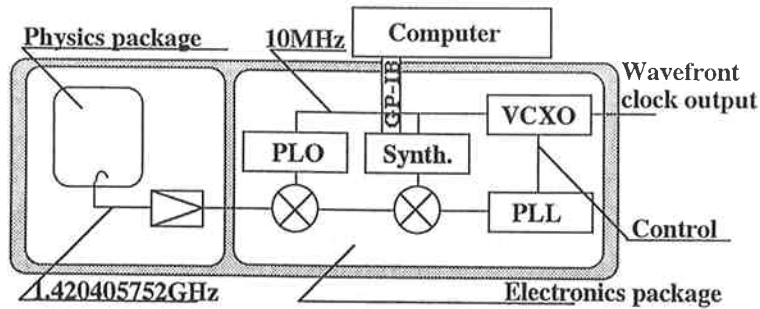 Physics package
10MHz
Computer
GP-IB
Wavefront
clock output
VCXO
PLO
Synth.
PLL
Control
1.420405752GHz
Electronics package